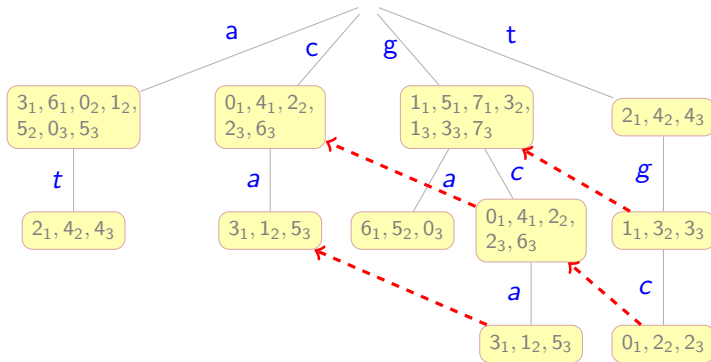 a
c
g
t
3₁, 6₁, 0₂, 1₂,
5₂, 0₃, 5₃
0₁, 4₁, 2₂,
2₃, 6₃
1₁, 5₁, 7₁, 3₂,
1₃, 3₃, 7₃
2₁, 4₂, 4₃
t
a
a
c
g
2₁, 4₂, 4₃
3₁, 1₂, 5₃
6₁, 5₂, 0₃
0₁, 4₁, 2₂,
2₃, 6₃
1₁, 3₂, 3₃
a
c
3₁, 1₂, 5₃
0₁, 2₂, 2₃